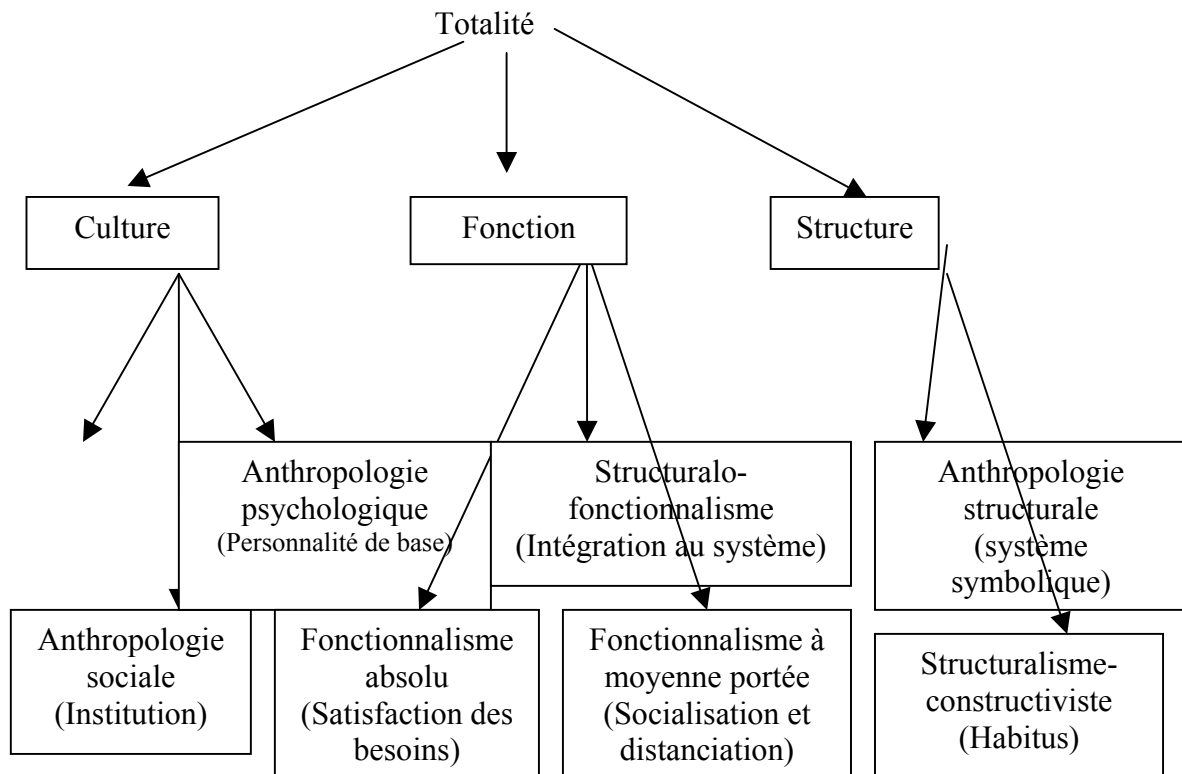 Totalité
Culture
Fonction
Structure
Anthropologie
psychologique
(Personnalité de base)
Structuralo-
fonctionnalisme
(Intégration au système)
Anthropologie
structurale
(système
symbolique)
Anthropologie
sociale
(Institution)
Fonctionnalisme
absolu
(Satisfaction des
besoins)
Fonctionnalisme à
moyenne portée
(Socialisation et
distanciation)
Structuralisme-
constructiviste
(Habitus)